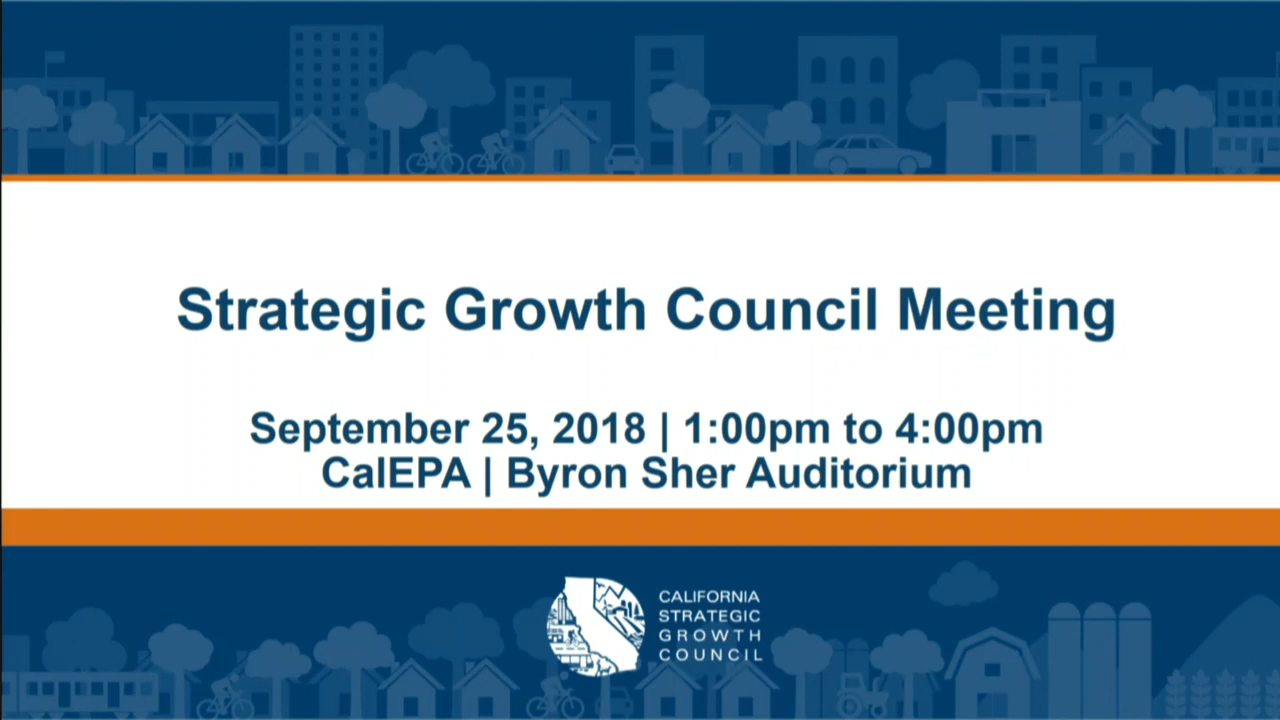 Strategic Growth Council Meeting
September 25, 2018 | 1:00pm to 4:00pm
CalEPA | Byron Sher Auditorium
CALIFORNIA
STRATEGIC
GROWTH
COUNCIL